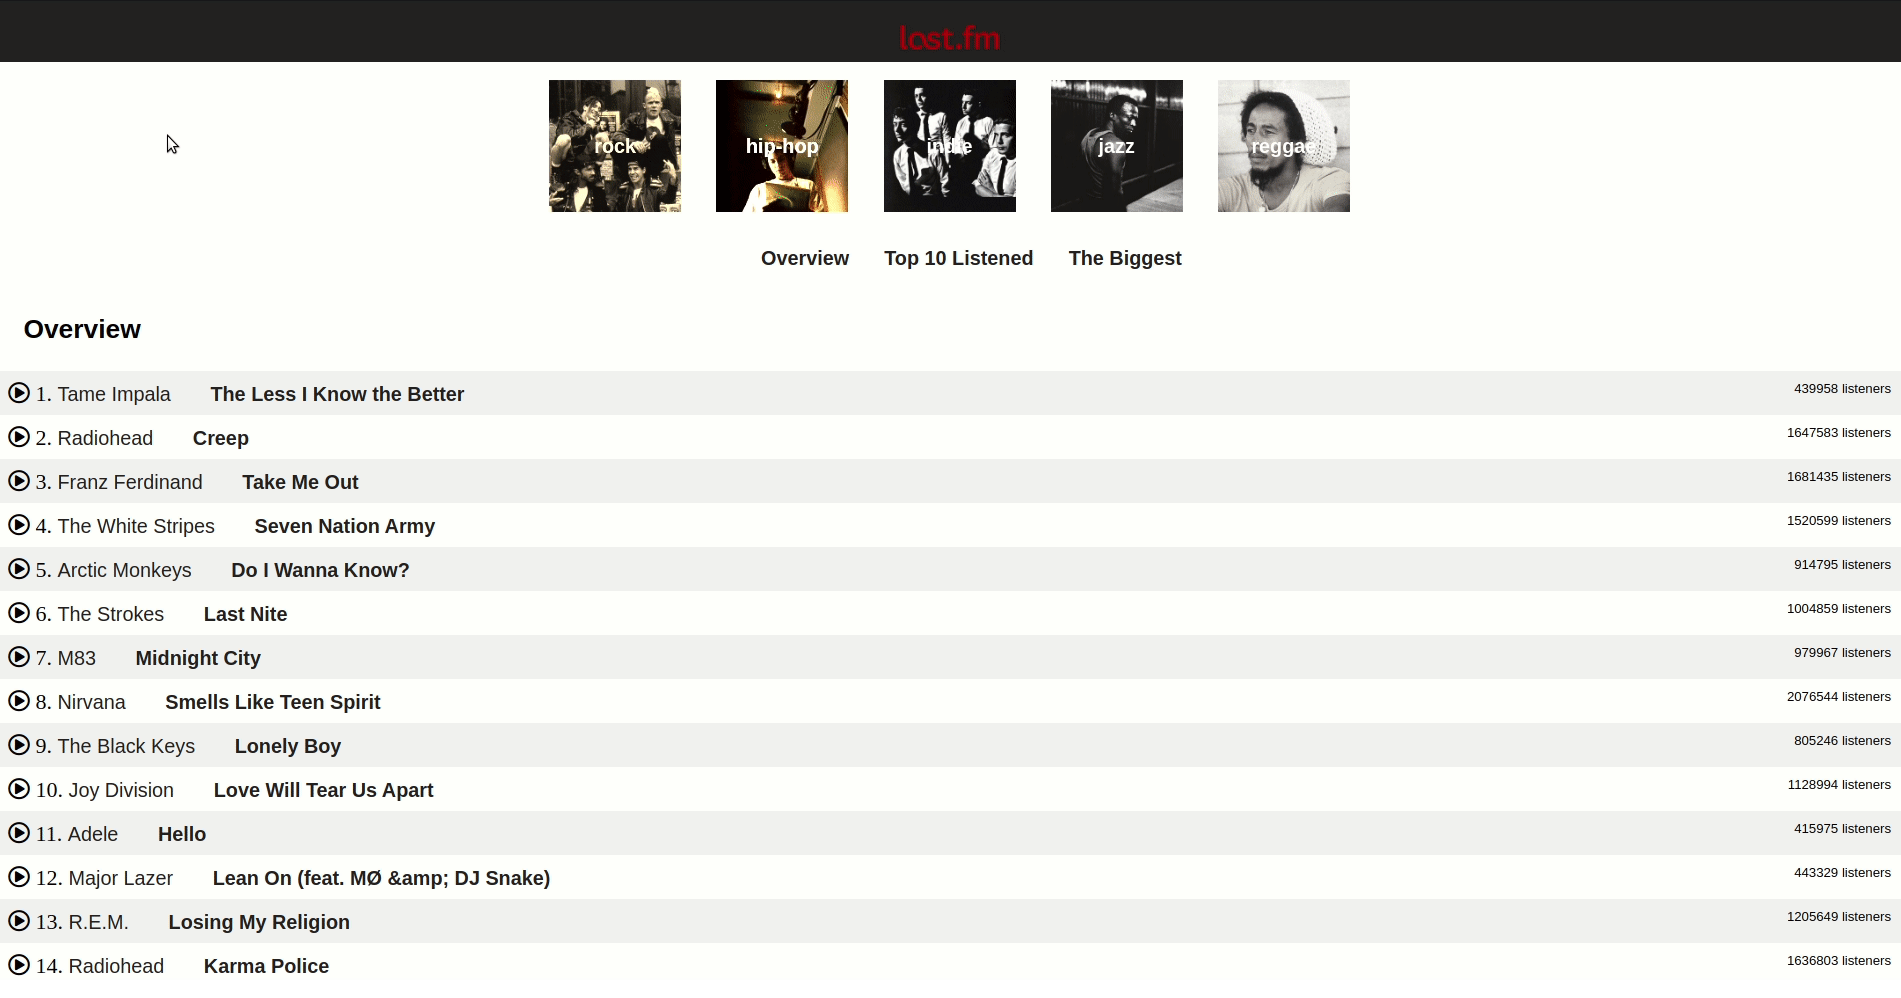 last.fm
rock hip-hop indie jazz reggae
Overview Top 10 Listened The Biggest
Overview
1. Tame Impala The Less I Know the Better 439958 listeners
2. Radiohead Creep 1647583 listeners
3. Franz Ferdinand Take Me Out 1681435 listeners
4. The White Stripes Seven Nation Army 1520599 listeners
5. Arctic Monkeys Do I Wanna Know? 914795 listeners
6. The Strokes Last Nite 1004859 listeners
7. M83 Midnight City 979967 listeners
8. Nirvana Smells Like Teen Spirit 2076544 listeners
9. The Black Keys Lonely Boy 805246 listeners
10. Joy Division Love Will Tear Us Apart 1128994 listeners
11. Adele Hello 415975 listeners
12. Major Lazer Lean On (feat. MØ &amp; DJ Snake) 443329 listeners
13. R.E.M. Losing My Religion 1205649 listeners
14. Radiohead Karma Police 1636803 listeners